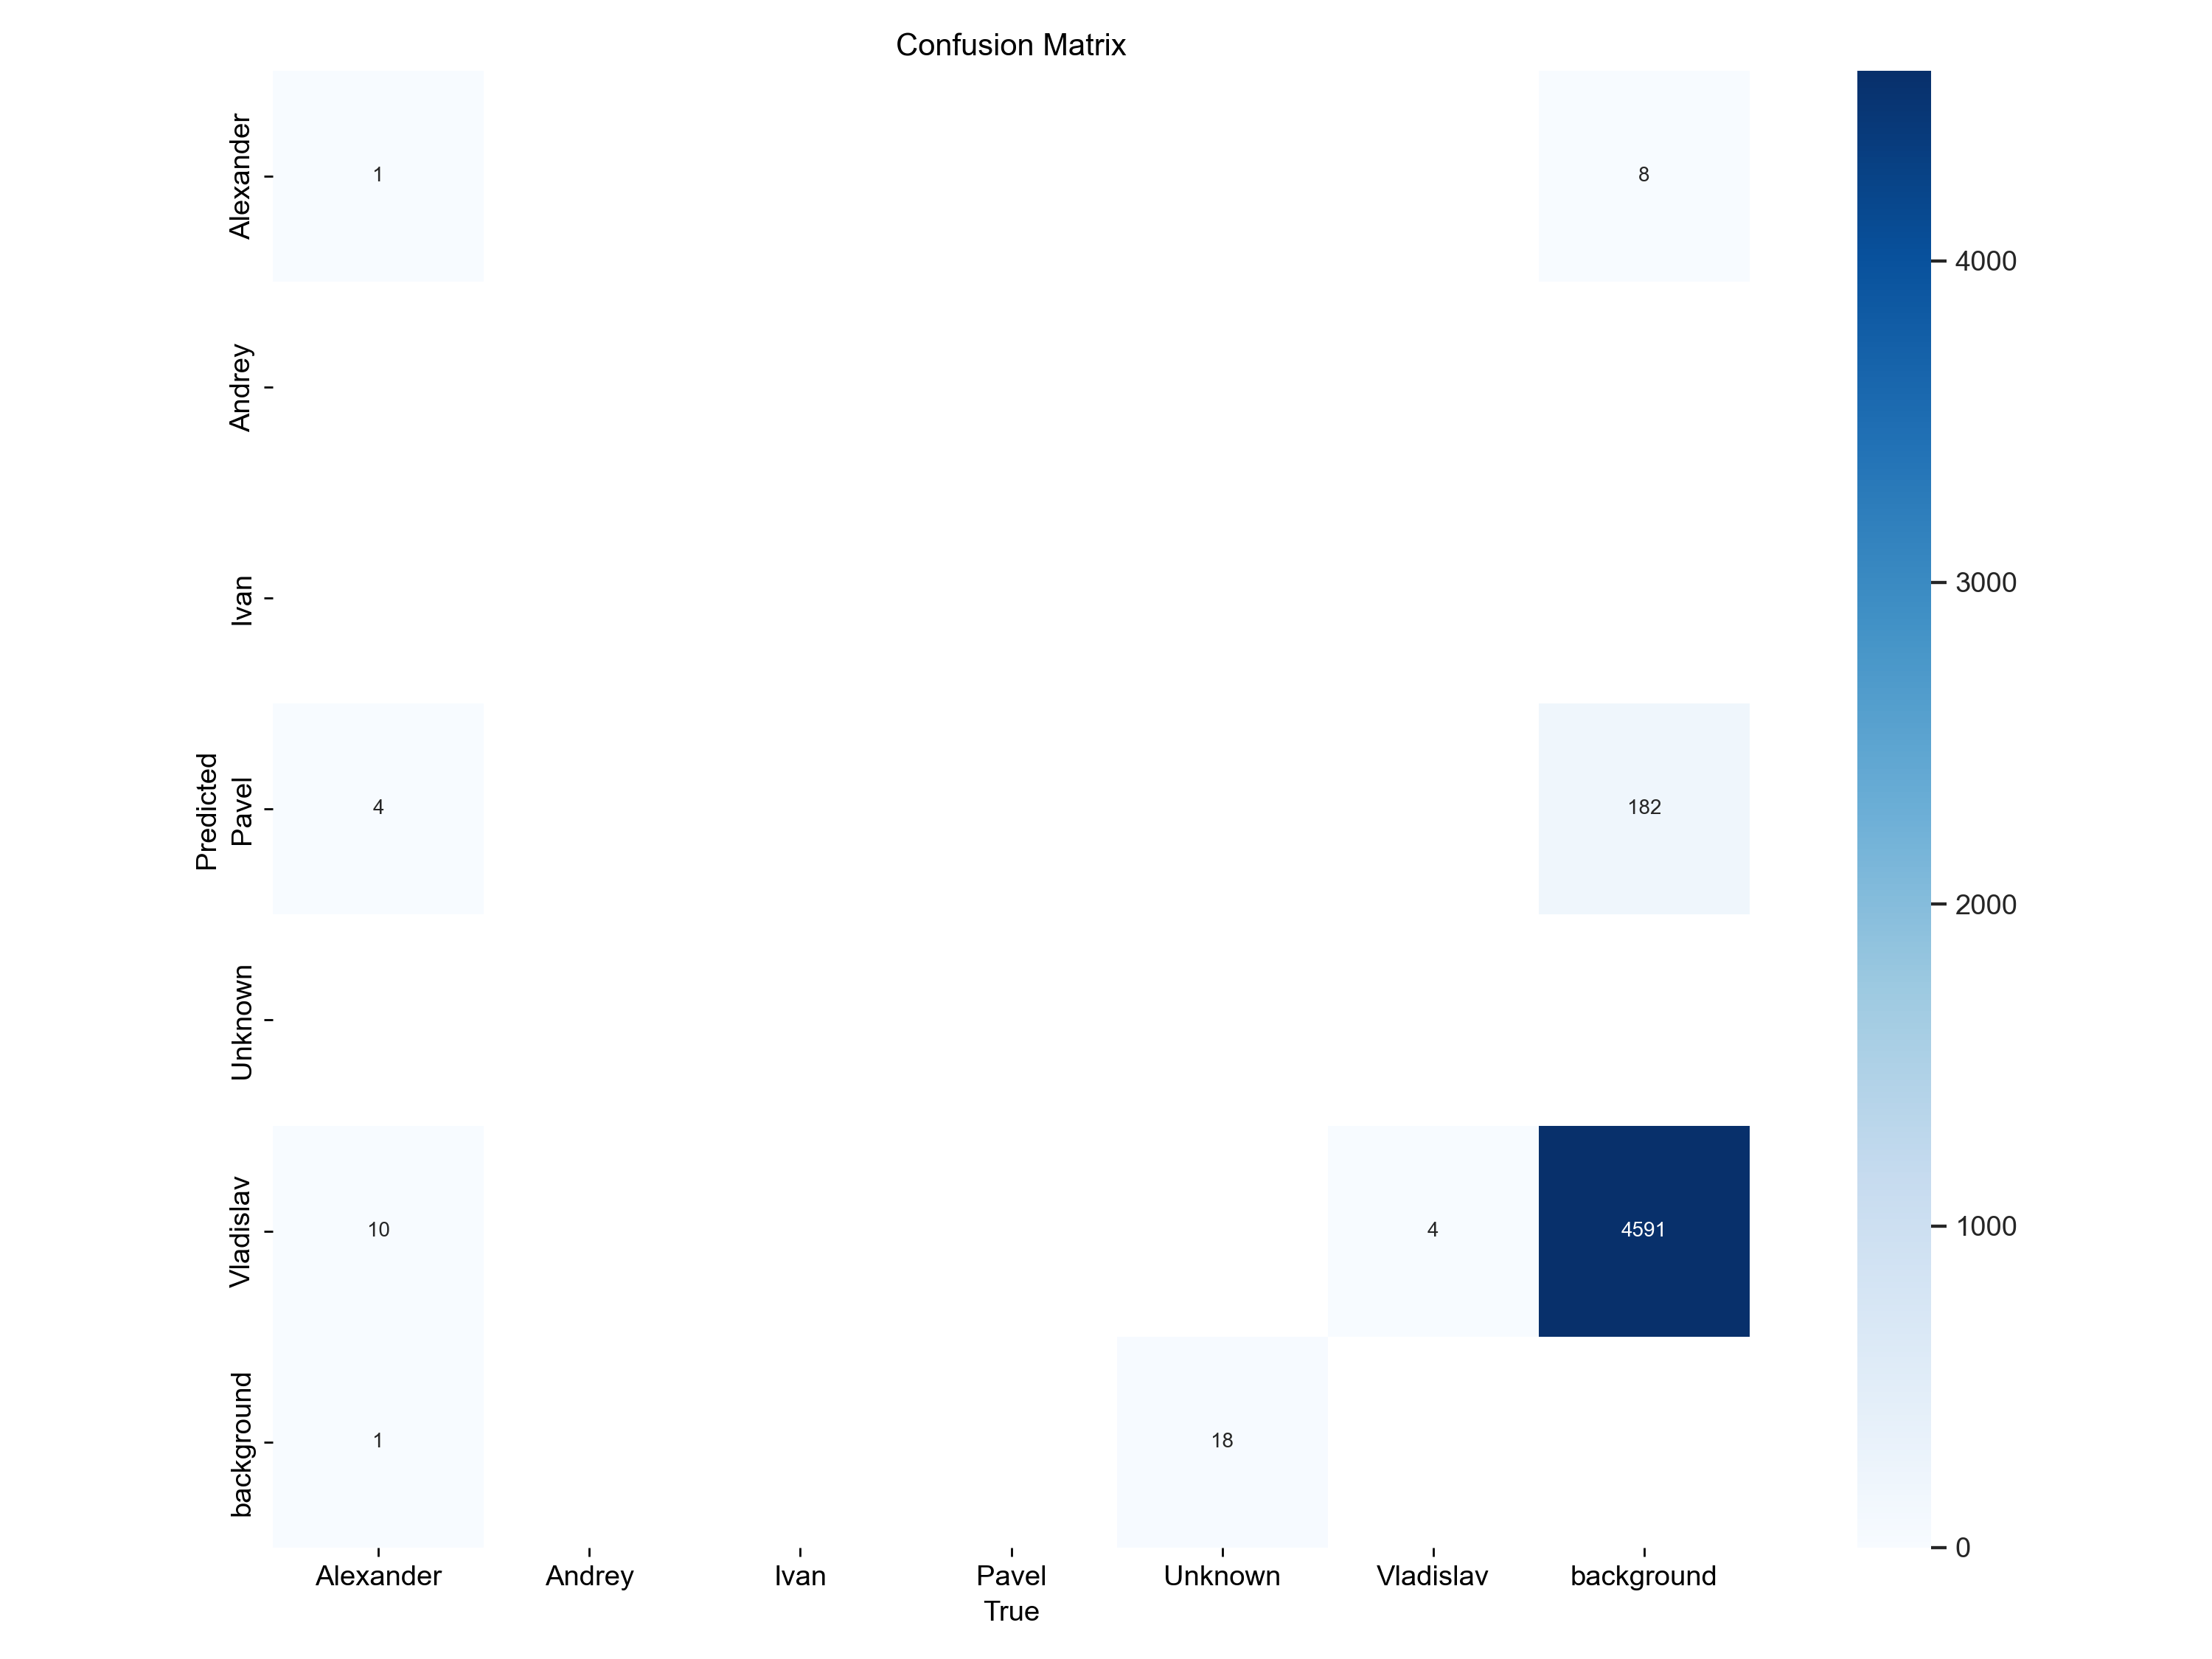 Confusion Matrix
Predicted
Alexander
1
8
Andrey
Ivan
Pavel
4
182
Unknown
Vladislav
10
4
4591
background
1
18
Alexander
Andrey
Ivan
Pavel
Unknown
Vladislav
background
True
4000
3000
2000
1000
0